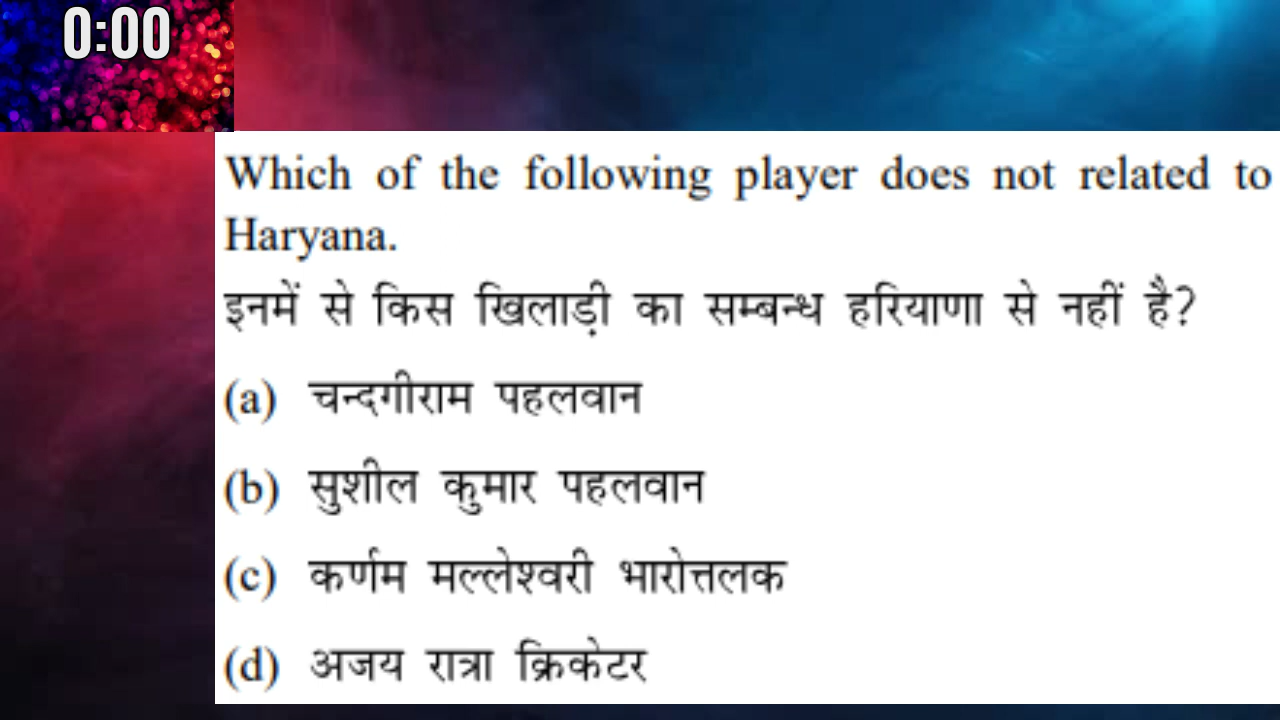 0:00
Which of the following player does not related to
Haryana.
इनमें से किस खिलाड़ी का सम्बन्ध हरियाणा से नहीं है?
(a) चन्दगीराम पहलवान
(b) सुशील कुमार पहलवान
(c) कर्णम मल्लेश्वरी भारोत्तलक
(d) अजय रात्रा क्रिकेटर